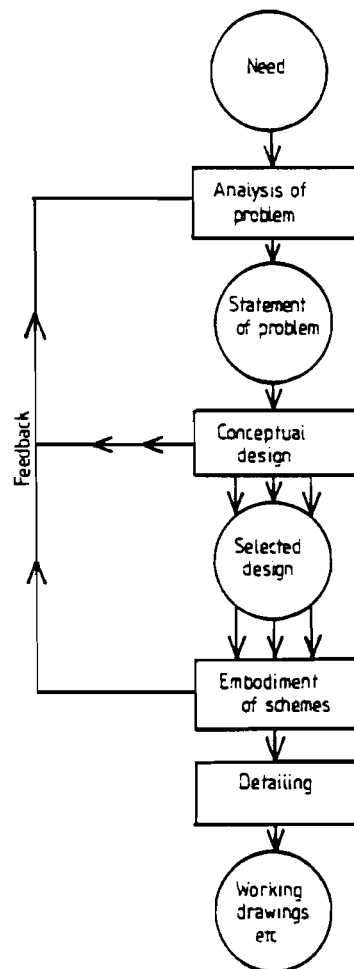 Need
Analysis of
problem
Statement
of problem
Feedback
Conceptual
design
Selected
design
Embodiment
of schemes
Detailing
Working
drawings
etc